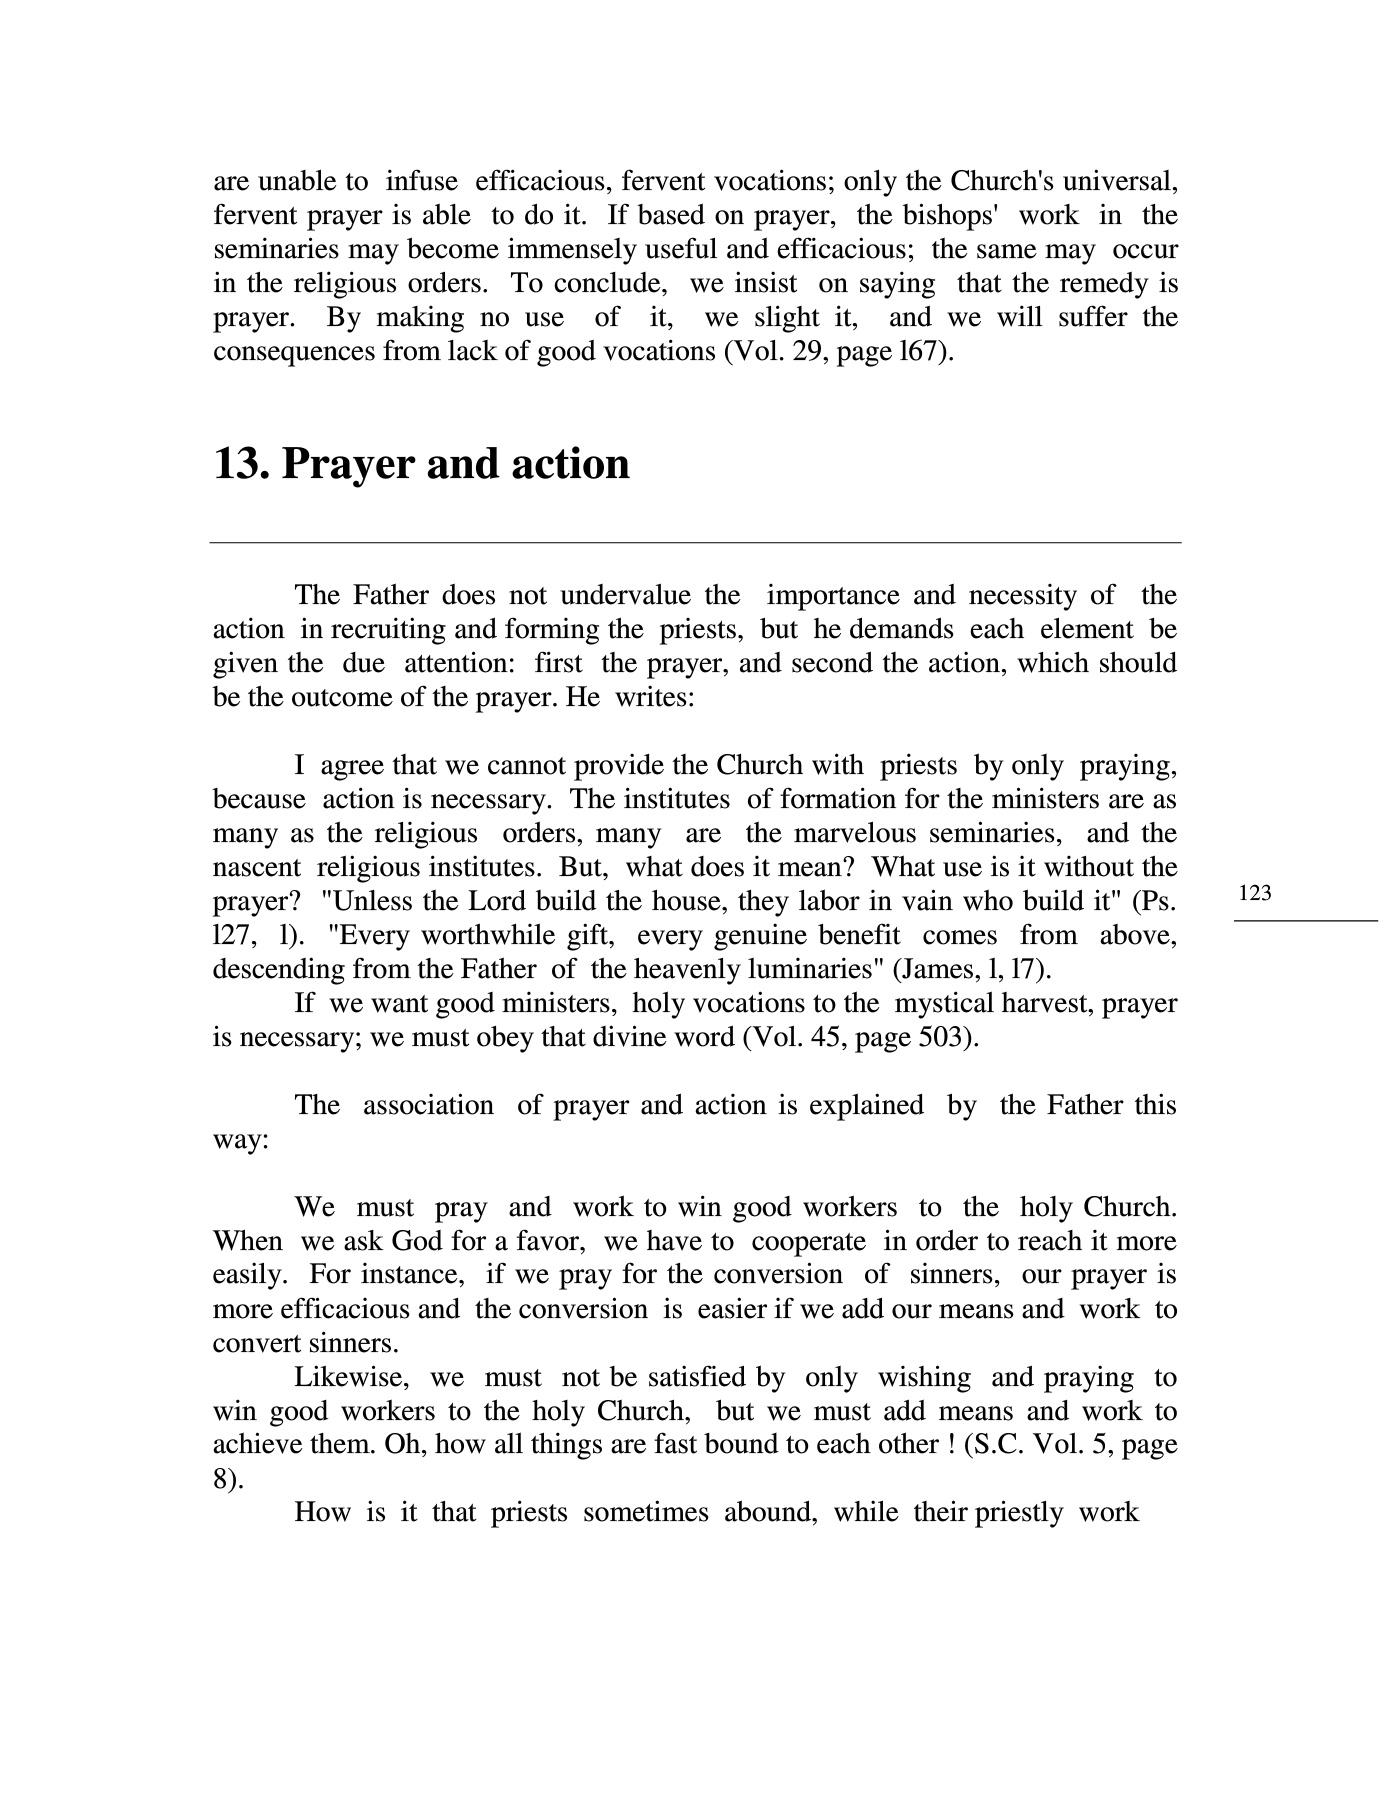 are unable to infuse efficacious, fervent vocations; only the Church's universal,
fervent prayer is able to do it. If based on prayer, the bishops' work in the
seminaries may become immensely useful and efficacious; the same may occur
in the religious orders. To conclude, we insist on saying that the remedy is
prayer. By making no use of it, we slight it, and we will suffer the
consequences from lack of good vocations (Vol. 29, page l67).
13. Prayer and action
The Father does not undervalue the importance and necessity of the
action in recruiting and forming the priests, but he demands each element be
given the due attention: first the prayer, and second the action, which should
be the outcome of the prayer. He writes:
I agree that we cannot provide the Church with priests by only praying,
because action is necessary. The institutes of formation for the ministers are as
many as the religious orders, many are the marvelous seminaries, and the
nascent religious institutes. But, what does it mean? What use is it without the
prayer? "Unless the Lord build the house, they labor in vain who build it" (Ps.
l27, l). "Every worthwhile gift, every genuine benefit comes from above,
descending from the Father of the heavenly luminaries" (James, l, l7).
If we want good ministers, holy vocations to the mystical harvest, prayer
is necessary; we must obey that divine word (Vol. 45, page 503).
The association of prayer and action is explained by the Father this
way:
We must pray and work to win good workers to the holy Church.
When we ask God for a favor, we have to cooperate in order to reach it more
easily. For instance, if we pray for the conversion of sinners, our prayer is
more efficacious and the conversion is easier if we add our means and work to
convert sinners.
Likewise, we must not be satisfied by only wishing and praying to
win good workers to the holy Church, but we must add means and work to
achieve them. Oh, how all things are fast bound to each other ! (S.C. Vol. 5, page
8).
How is it that priests sometimes abound, while their priestly work
123